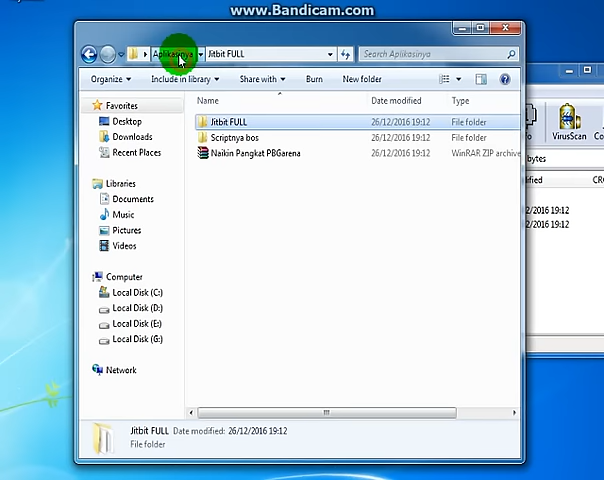 www.Bandicam.com
Aplikasinya Jitbit FULL
Search Aplikasinya
Organize Include in library Share with Burn New folder
Name Date modified Type
Favorites
Desktop
Downloads
Recent Places
Libraries
Documents
Music
Pictures
Videos
Computer
Local Disk (C:)
Local Disk (D:)
Local Disk (E:)
Local Disk (G:)
Network
Jitbit FULL 26/12/2016 19:12 File folder
Scriptnya bos 26/12/2016 19:12 File folder
Naikin Pangkat PBGarena 26/12/2016 19:12 WinRAR ZIP archive
VirusScan
bytes
2/2016 19:12
2/2016 19:12
Jitbit FULL Date modified: 26/12/2016 19:12
File folder